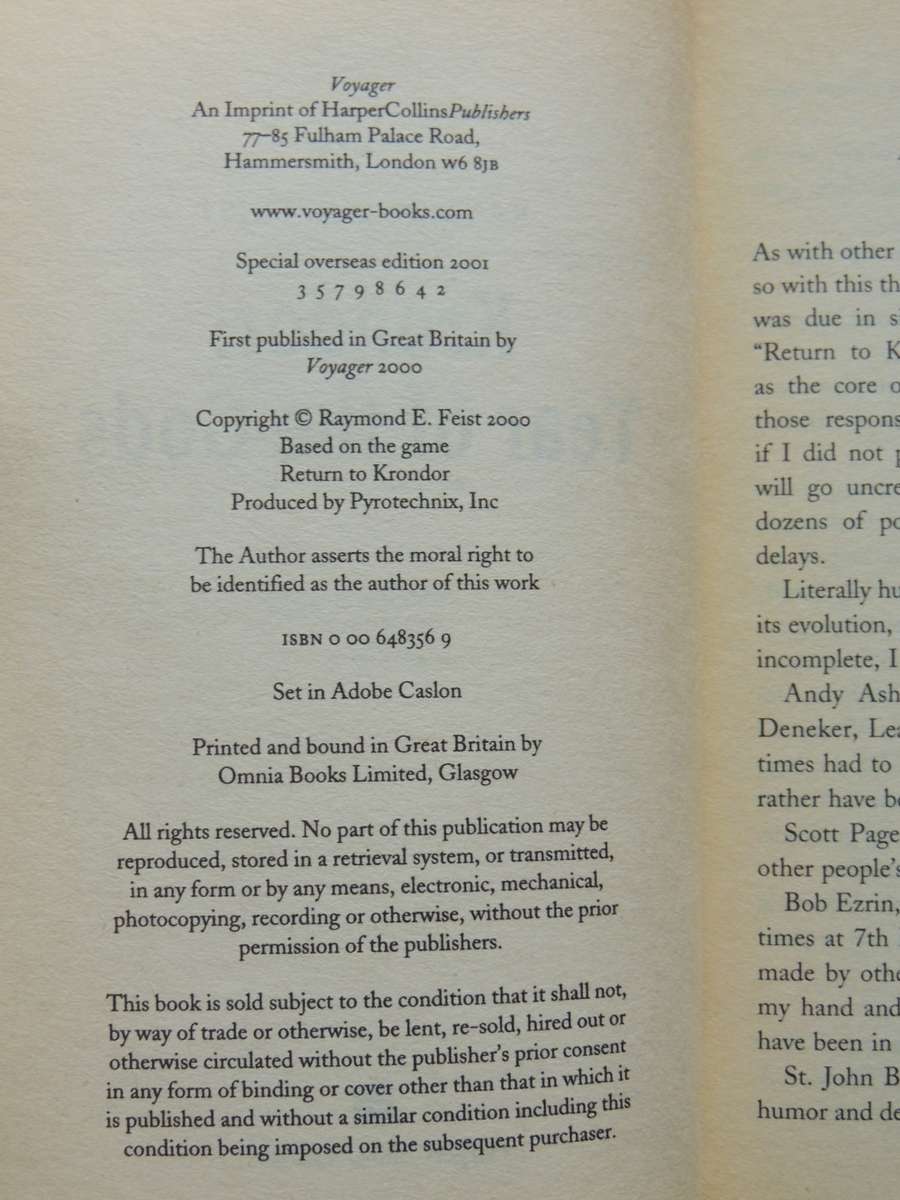 Voyager
An Imprint of HarperCollinsPublishers
77–85 Fulham Palace Road,
Hammersmith, London W6 8JB
www.voyager-books.com
Special overseas edition 2001
3 5 7 9 8 6 4 2
First published in Great Britain by
Voyager 2000
Copyright © Raymond E. Feist 2000
Based on the game
Return to Krondor
Produced by Pyrotechnix, Inc
The Author asserts the moral right to
be identified as the author of this work
ISBN 0 00 648356 9
Set in Adobe Caslon
Printed and bound in Great Britain by
Omnia Books Limited, Glasgow
All rights reserved. No part of this publication may be
reproduced, stored in a retrieval system, or transmitted,
in any form or by any means, electronic, mechanical,
photocopying, recording or otherwise, without the prior
permission of the publishers.
This book is sold subject to the condition that it shall not,
by way of trade or otherwise, be lent, re-sold, hired out or
otherwise circulated without the publisher's prior consent
in any form of binding or cover other than that in which it
is published and without a similar condition including this
condition being imposed on the subsequent purchaser.
As with other
so with this th
was due in s
“Return to K
as the core o
those respons
if I did not p
will go uncre
dozens of po
delays.
Literally hu
its evolution,
incomplete, I
Andy Ash
Deneker, Lea
times had to
rather have be
Scott Page
other people's
Bob Ezrin,
times at 7th
made by othe
my hand and
have been in
St. John B
humor and de